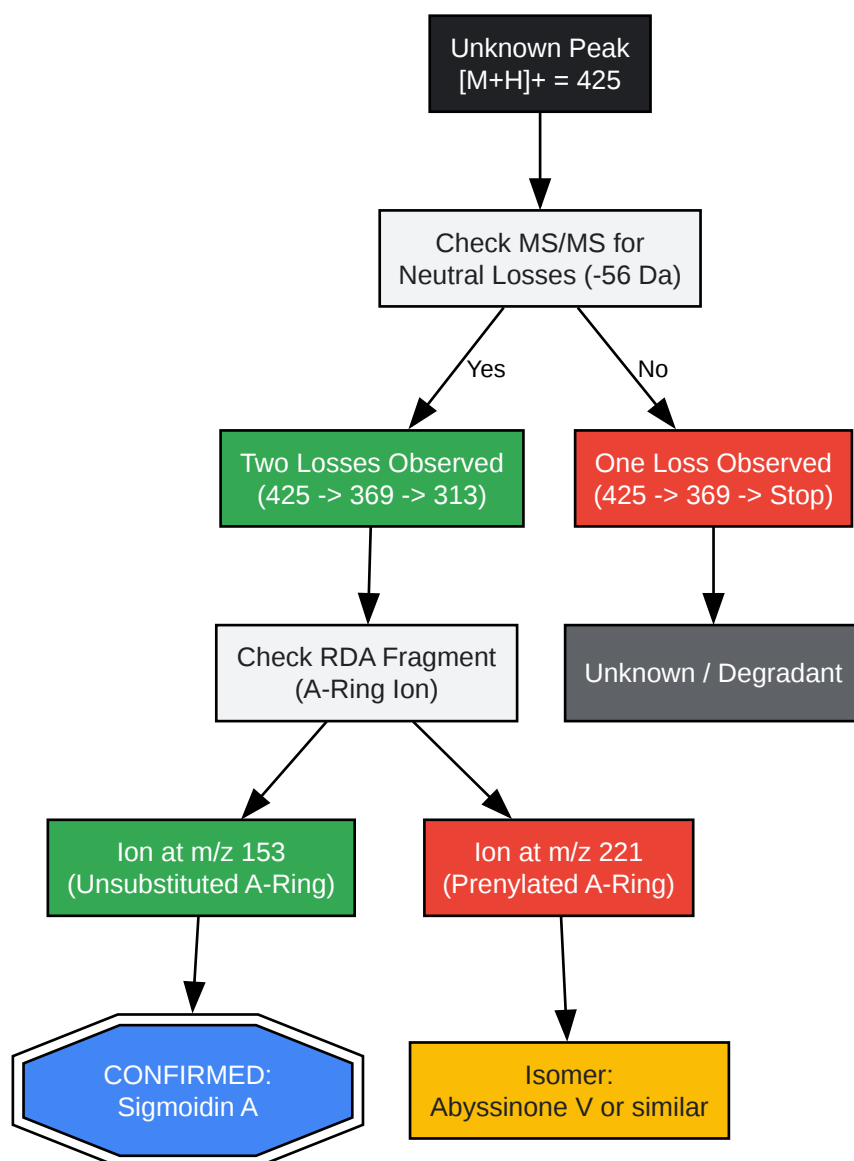 Unknown Peak
[M+H]+ = 425
Check MS/MS for
Neutral Losses (-56 Da)
Yes
No
Two Losses Observed
(425 -> 369 -> 313)
One Loss Observed
(425 -> 369 -> Stop)
Check RDA Fragment
(A-Ring Ion)
Unknown / Degradant
Ion at m/z 153
(Unsubstituted A-Ring)
Ion at m/z 221
(Prenylated A-Ring)
CONFIRMED:
Sigmoidin A
Isomer:
Abyssinone V or similar